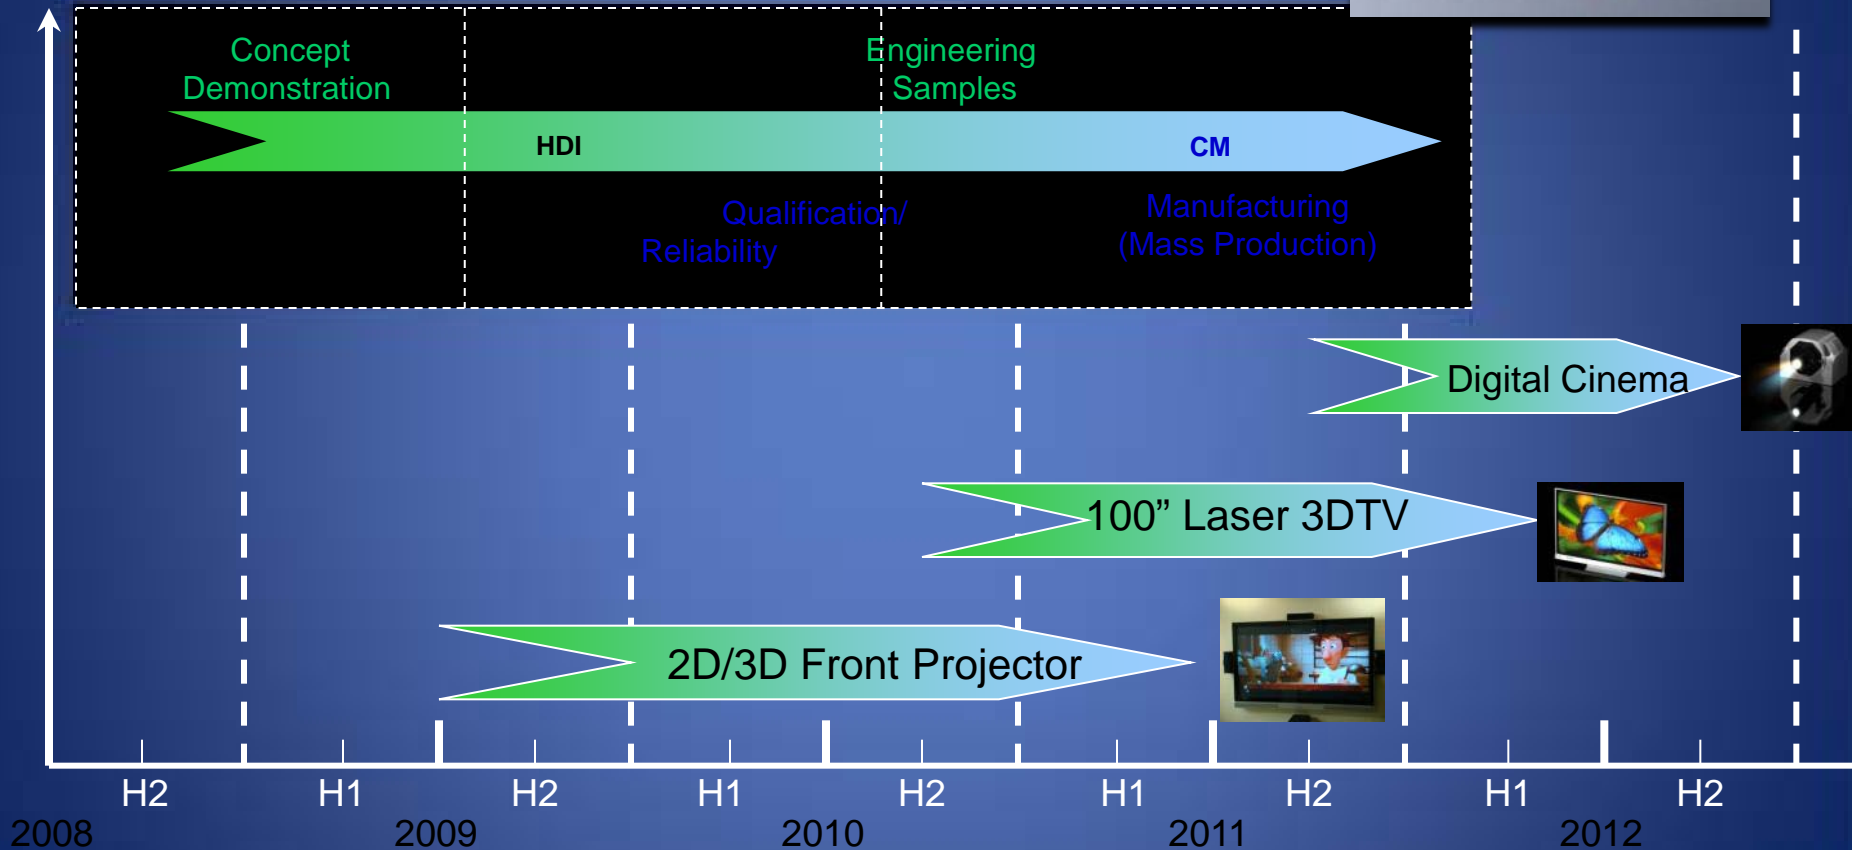 Concept
Demonstration
Engineering
Samples
HDI
CM
Qualification/
Reliability
Manufacturing
(Mass Production)
Digital Cinema
100” Laser 3DTV
2D/3D Front Projector
H2 H1 H2 H1 H2 H1 H2 H1 H2
2008 2009 2010 2011 2012